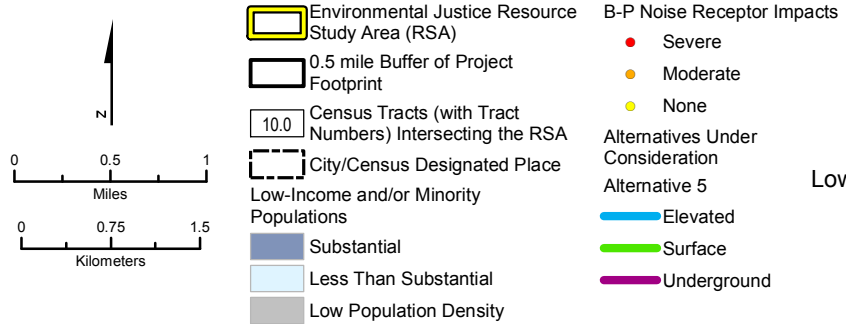 N
0 0.5 1
Miles
0 0.75 1.5
Kilometers
Environmental Justice Resource
Study Area (RSA)
0.5 mile Buffer of Project
Footprint
10.0
Census Tracts (with Tract
Numbers) Intersecting the RSA
City/Census Designated Place
Low-Income and/or Minority
Populations
Substantial
Less Than Substantial
Low Population Density
B-P Noise Receptor Impacts
Severe
Moderate
None
Alternatives Under
Consideration
Alternative 5
Elevated
Surface
Underground
Low